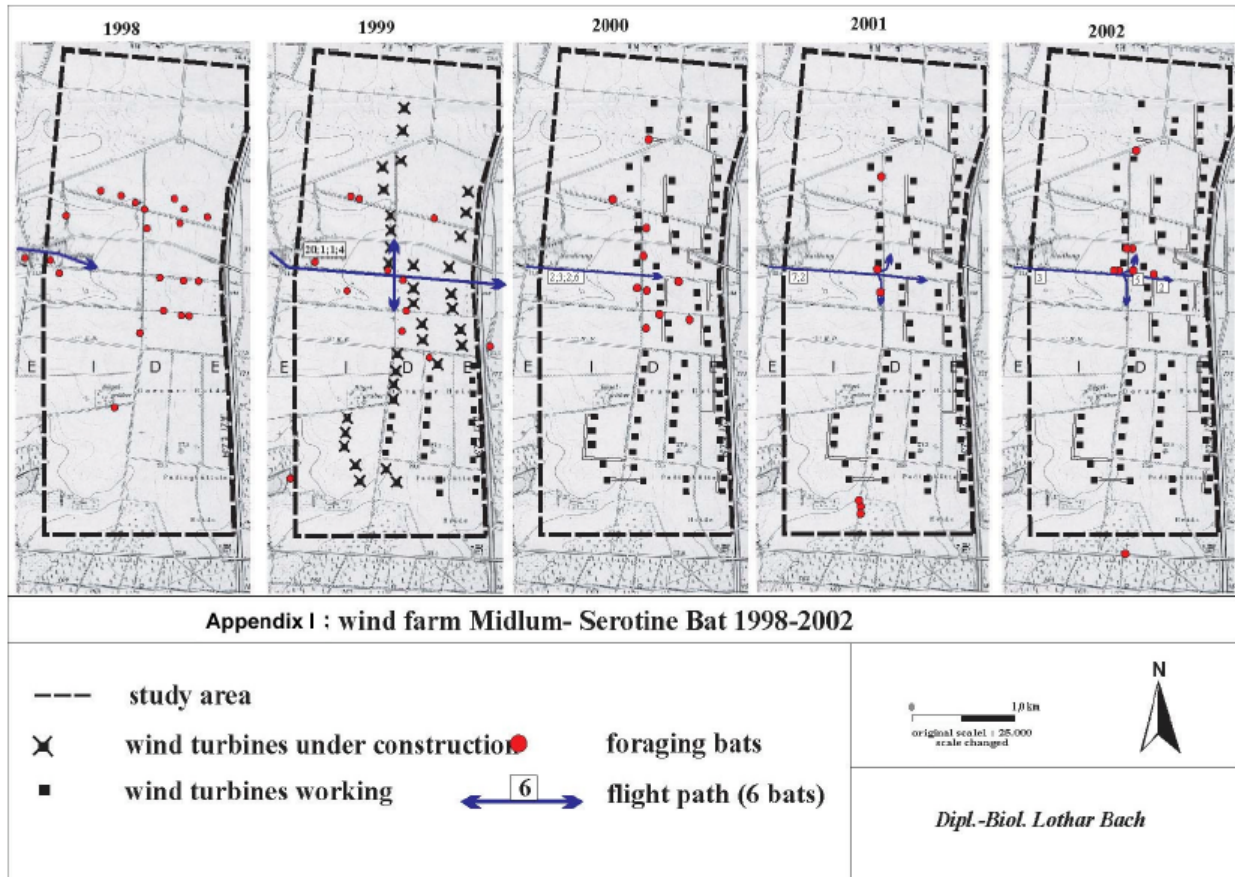 1998
1999
2000
2001
2002
20;1;1;4
2;3;2;6
7,2
3
5
2
E I D E
E I D E
E I D E
E I D E
E I D E
Appendix I : wind farm Midlum- Serotine Bat 1998-2002
study area
wind turbines under construction
foraging bats
wind turbines working
6
flight path (6 bats)
0 1,0 km
original scale1 : 25.000
scale changed
N
Dipl.-Biol. Lothar Bach